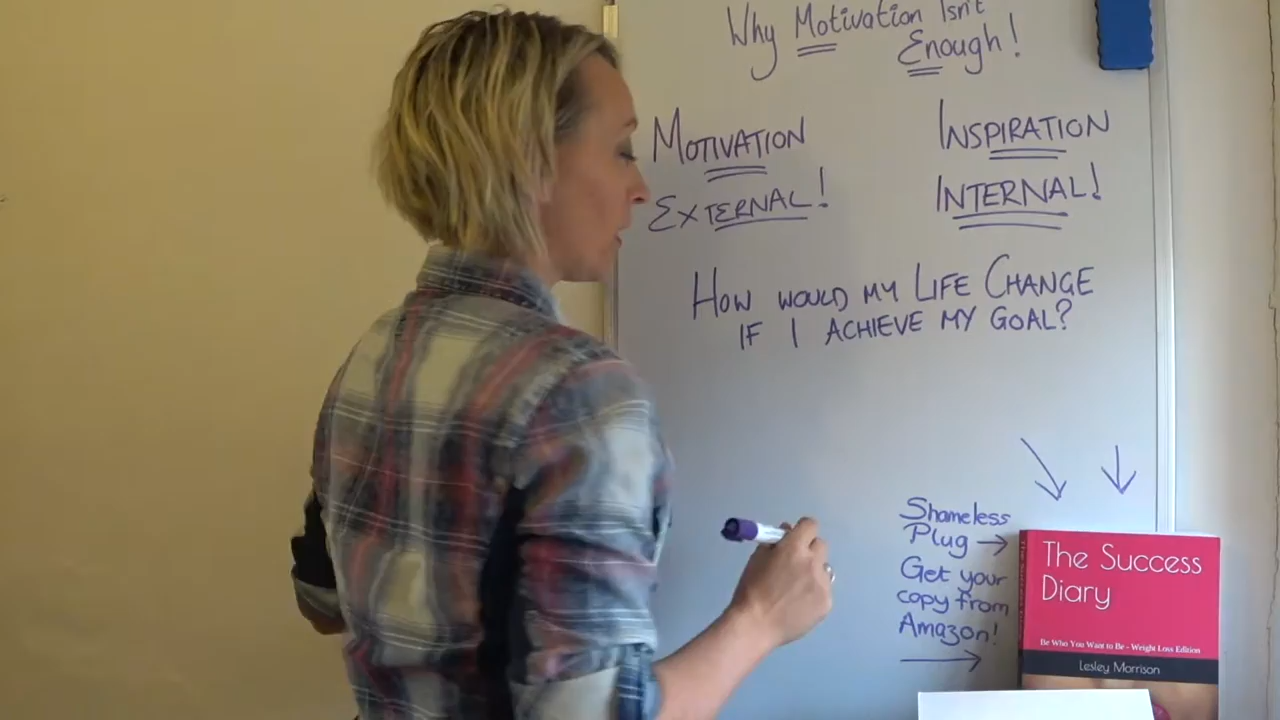 Why Motivation Isn't
Enough!
MOTIVATION
EXTERNAL!
INSPIRATION
INTERNAL!
HOW WOULD MY LIFE CHANGE
IF I ACHIEVE MY GOAL?
Shameless
Plug →
Get your
copy from
Amazon!
The Success
Diary
Be Who You Want to Be - Weight Loss Edition
Lesley Morrison